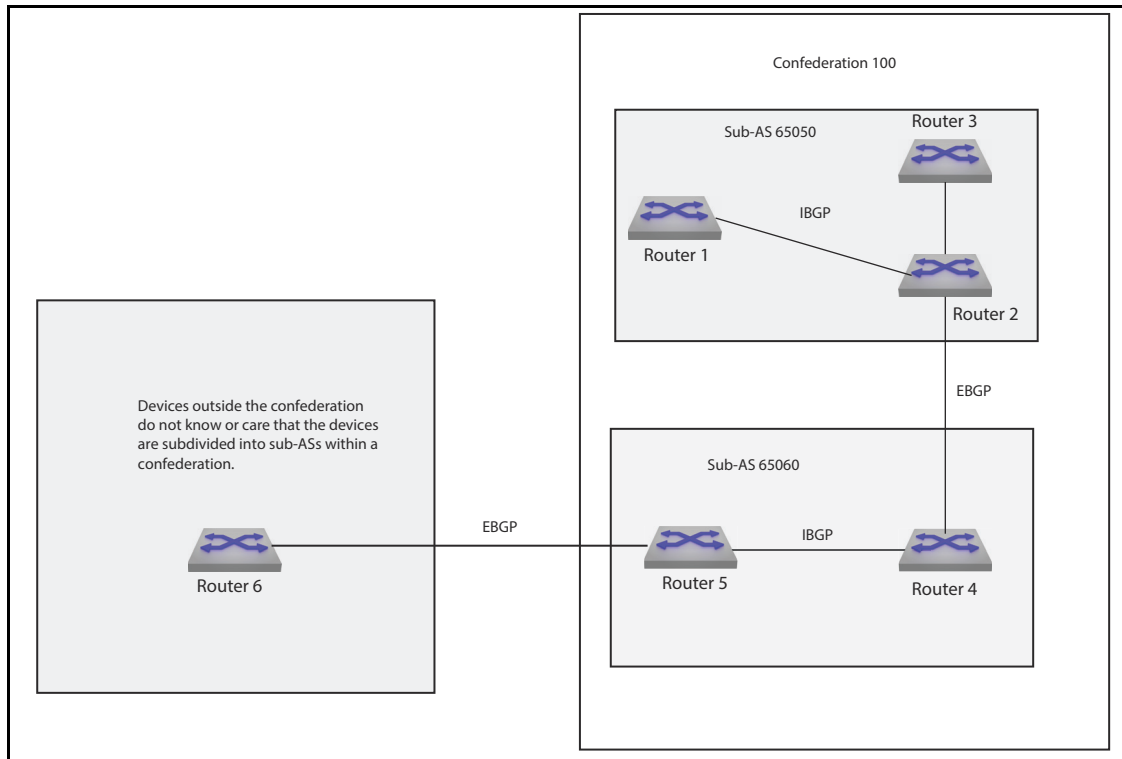 Confederation 100
Sub-AS 65050
Router 3
IBGP
Router 1
Router 2
EBGP
Devices outside the confederation
do not know or care that the devices
are subdivided into sub-ASs within a
confederation.
Sub-AS 65060
EBGP
IBGP
Router 6
Router 5
Router 4